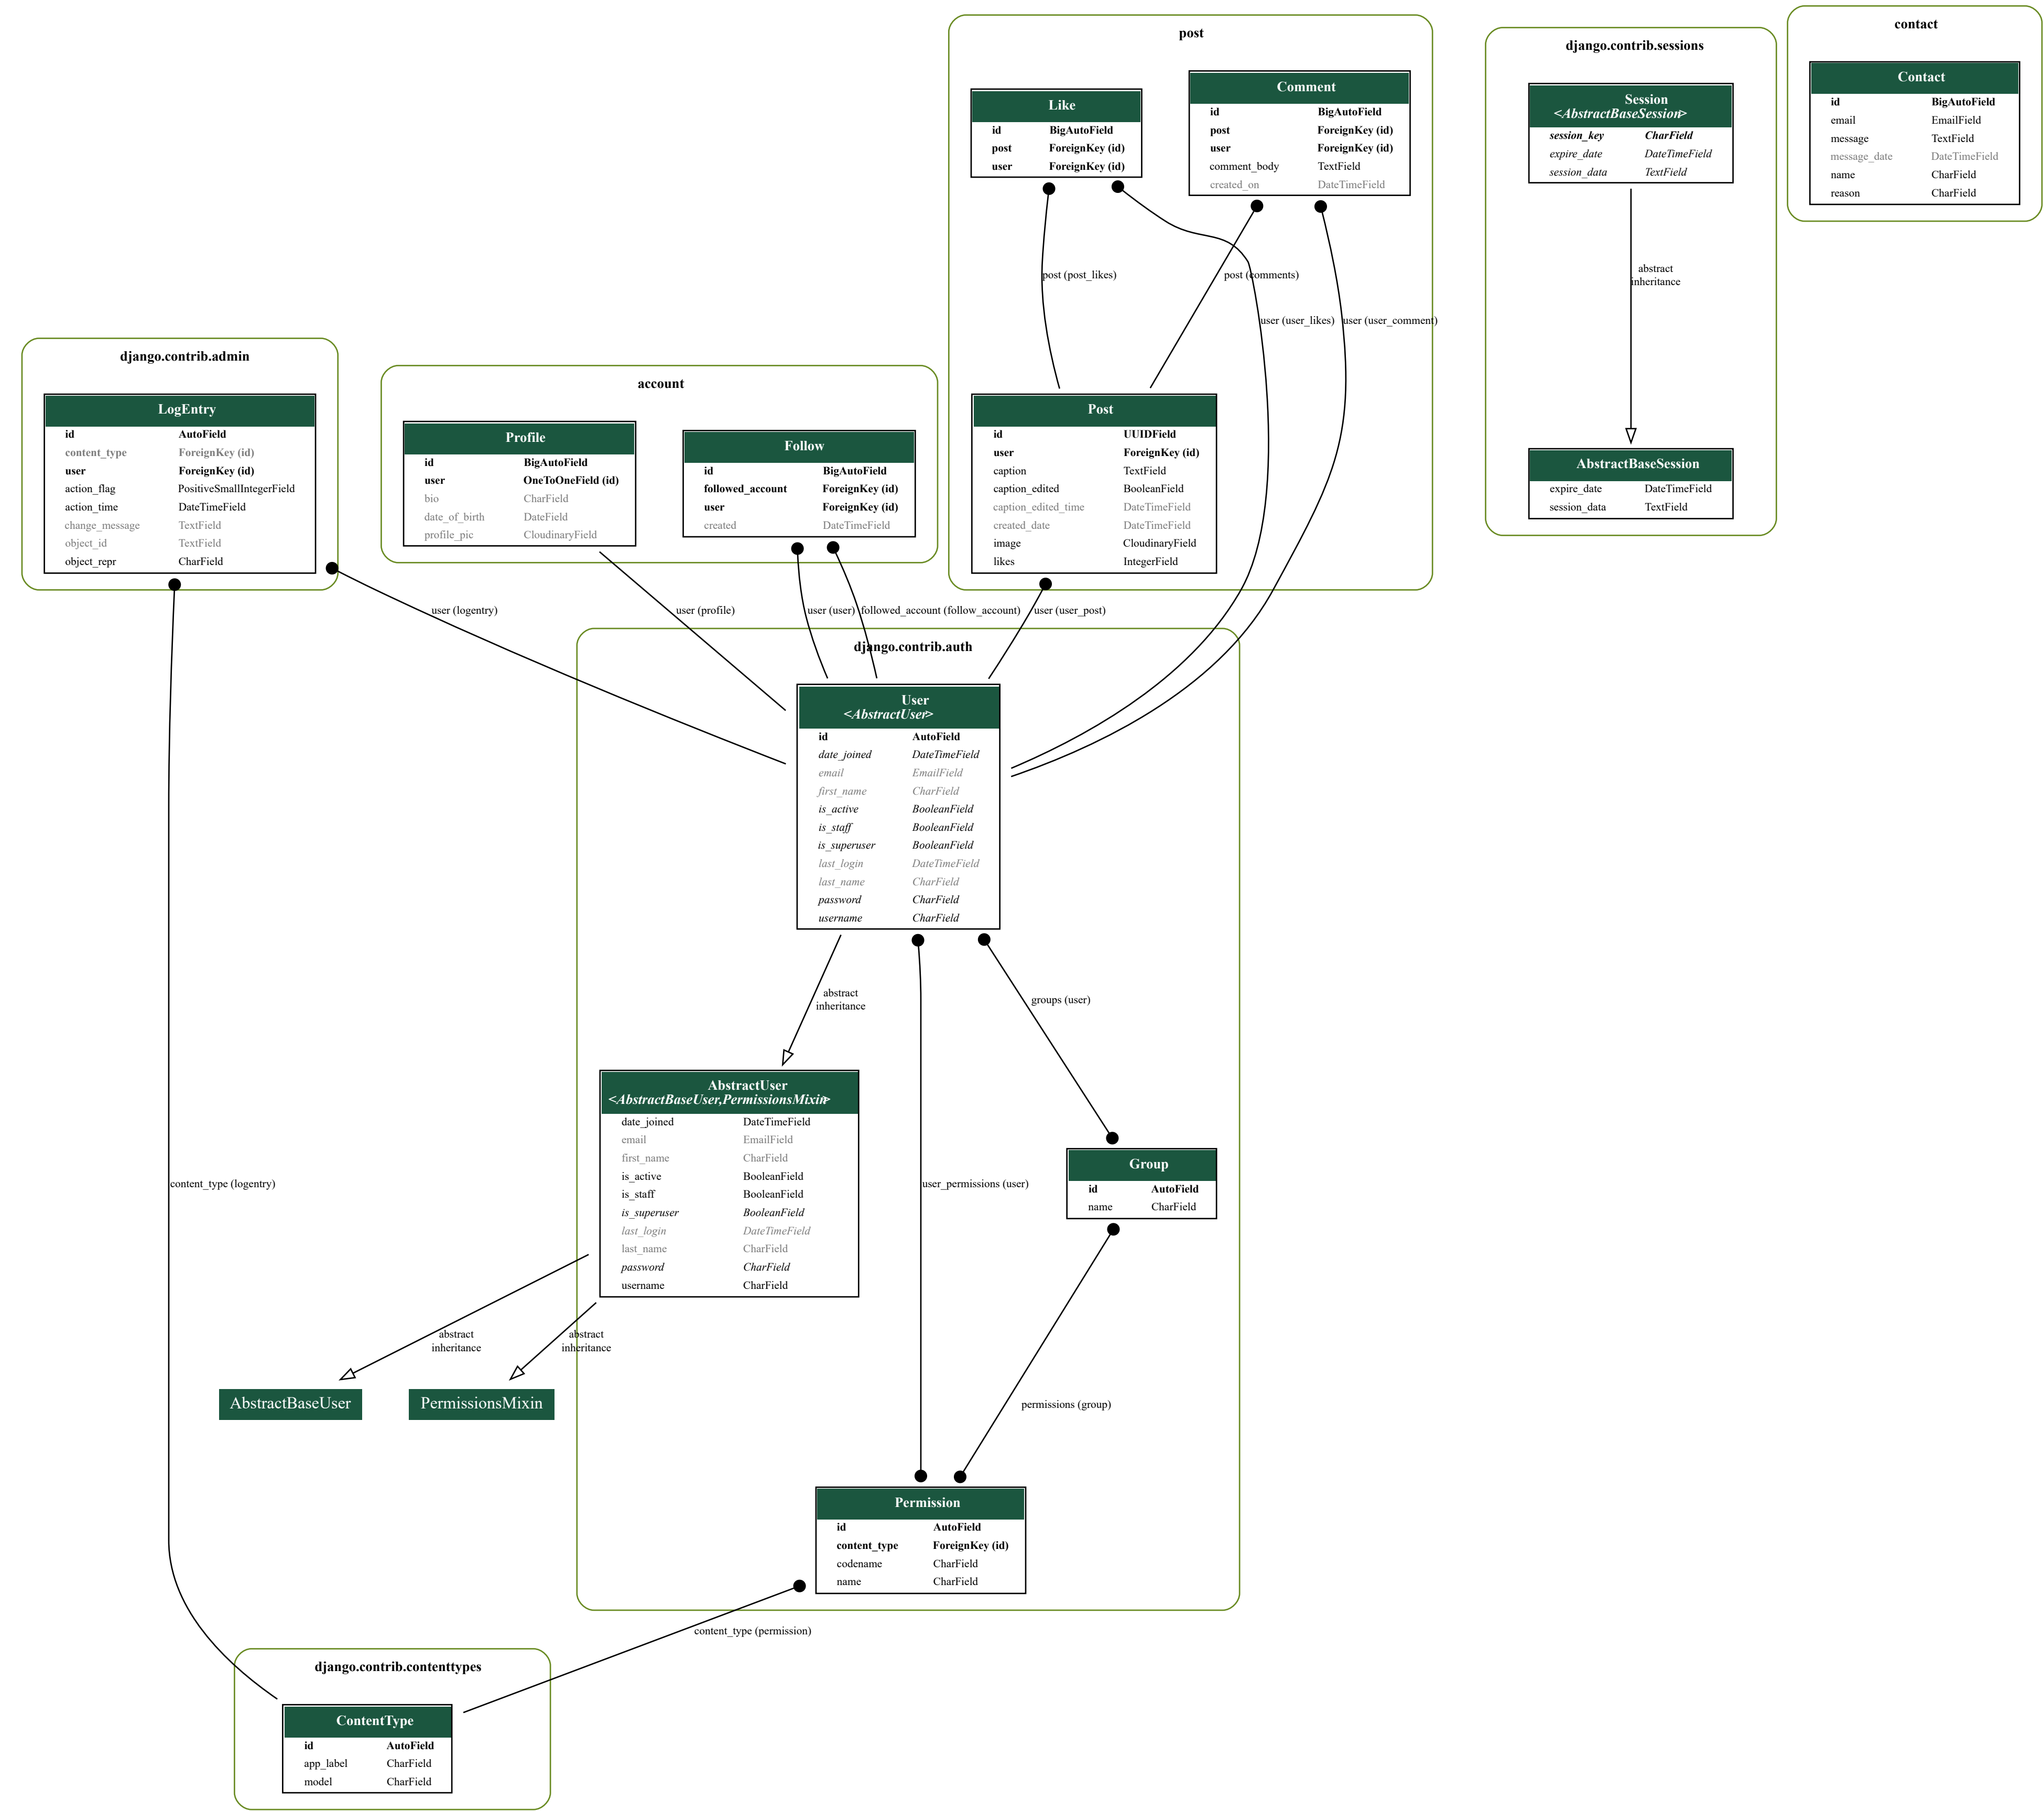 post
Like
id BigAutoField
post ForeignKey (id)
user ForeignKey (id)
Comment
id BigAutoField
post ForeignKey (id)
user ForeignKey (id)
comment_body TextField
created_on DateTimeField
post (post_likes)
post (comments)
user (user_likes)
user (user_comment)
Post
id UUIDField
user ForeignKey (id)
caption TextField
caption_edited BooleanField
caption_edited_time DateTimeField
created_date DateTimeField
image CloudinaryField
likes IntegerField
django.contrib.sessions
Session
<AbstractBaseSession>
session_key CharField
expire_date DateTimeField
session_data TextField
abstract
inheritance
AbstractBaseSession
expire_date DateTimeField
session_data TextField
contact
Contact
id BigAutoField
email EmailField
message TextField
message_date DateTimeField
name CharField
reason CharField
django.contrib.admin
LogEntry
id AutoField
content_type ForeignKey (id)
user ForeignKey (id)
action_flag PositiveSmallIntegerField
action_time DateTimeField
change_message TextField
object_id TextField
object_repr CharField
account
Profile
id BigAutoField
user OneToOneField (id)
bio CharField
date_of_birth DateField
profile_pic CloudinaryField
Follow
id BigAutoField
followed_account ForeignKey (id)
user ForeignKey (id)
created DateTimeField
user (logentry)
user (profile)
user (user)
followed_account (follow_account)
user (user_post)
django.contrib.auth
User
<AbstractUser>
id AutoField
date_joined DateTimeField
email EmailField
first_name CharField
is_active BooleanField
is_staff BooleanField
is_superuser BooleanField
last_login DateTimeField
last_name CharField
password CharField
username CharField
abstract
inheritance
groups (user)
AbstractUser
<AbstractBaseUser,PermissionsMixin>
date_joined DateTimeField
email EmailField
first_name CharField
is_active BooleanField
is_staff BooleanField
is_superuser BooleanField
last_login DateTimeField
last_name CharField
password CharField
username CharField
content_type (logentry)
user_permissions (user)
Group
id AutoField
name CharField
abstract
inheritance
abstract
inheritance
AbstractBaseUser
PermissionsMixin
permissions (group)
Permission
id AutoField
content_type ForeignKey (id)
codename CharField
name CharField
content_type (permission)
django.contrib.contenttypes
ContentType
id AutoField
app_label CharField
model CharField